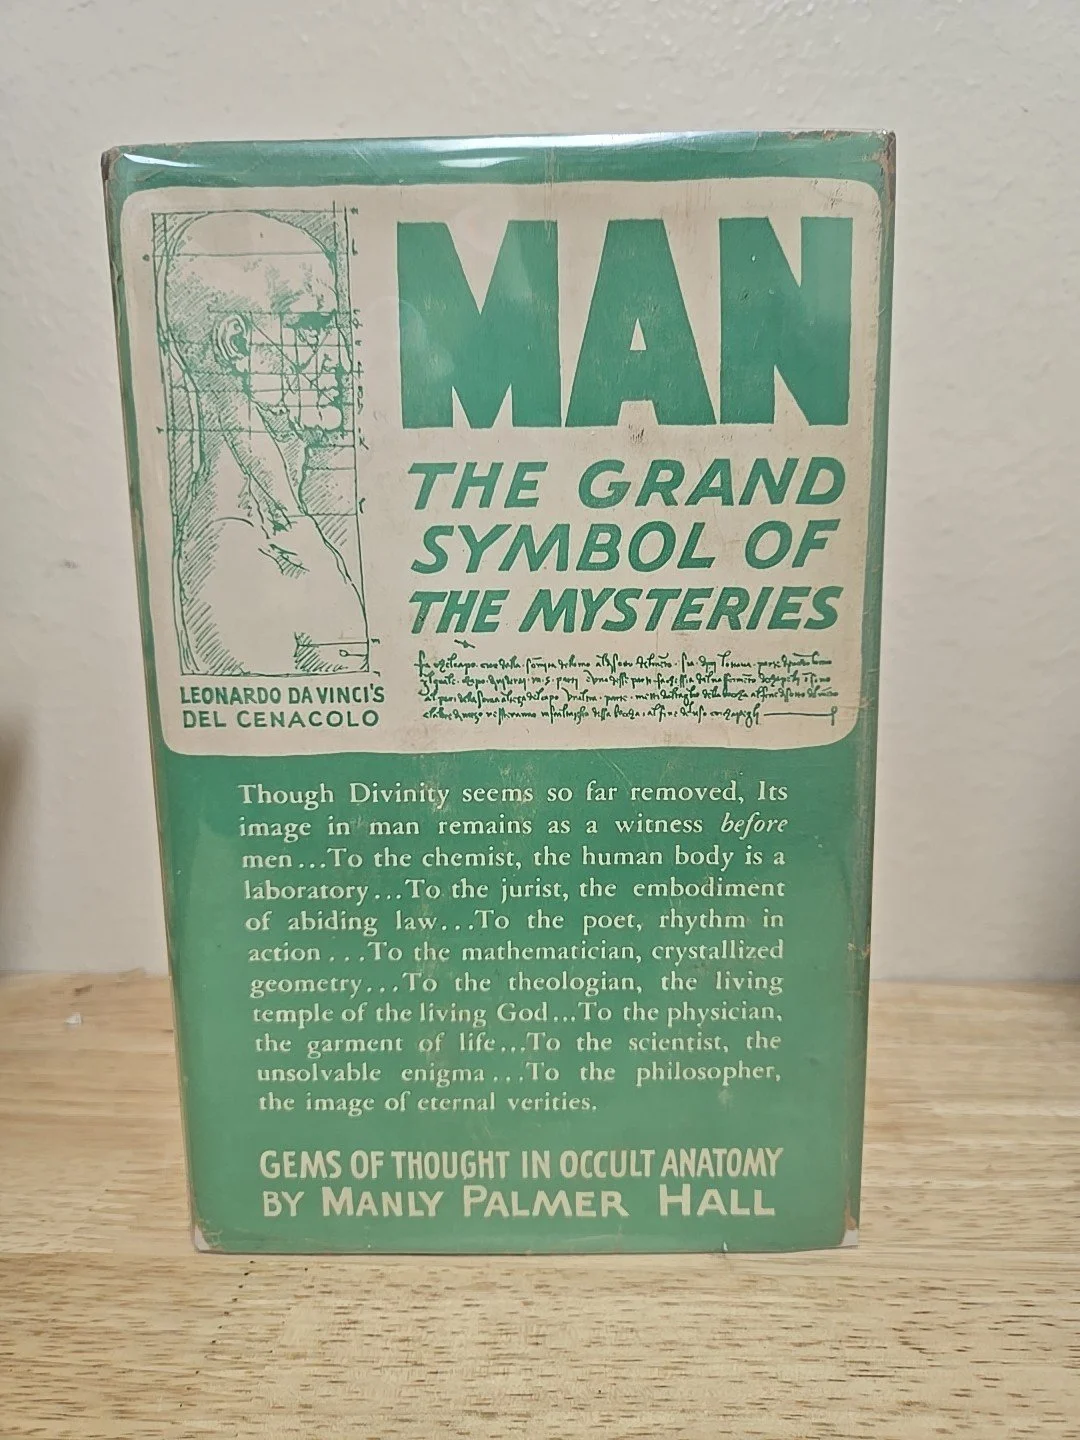 MAN
THE GRAND
SYMBOL OF
THE MYSTERIES
LEONARDO DA VINCI'S
DEL CENACOLO
Though Divinity seems so far removed, Its
image in man remains as a witness before
men...To the chemist, the human body is a
laboratory...To the jurist, the embodiment
of abiding law...To the poet, rhythm in
action...To the mathematician, crystallized
geometry...To the theologian, the living
temple of the living God...To the physician,
the garment of life...To the scientist, the
unsolvable enigma...To the philosopher,
the image of eternal verities.
GEMS OF THOUGHT IN OCCULT ANATOMY
BY MANLY PALMER HALL